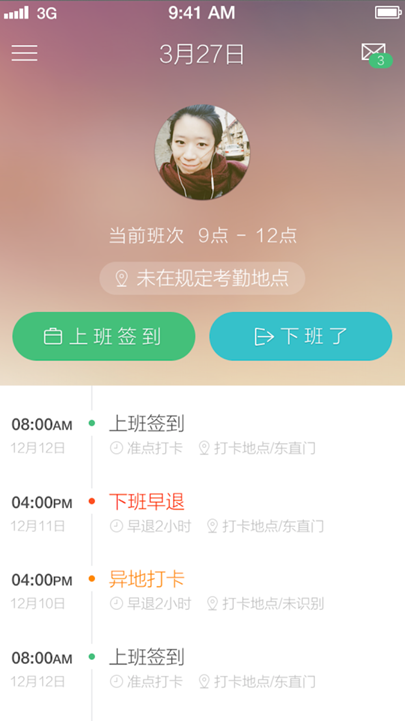 3G 9:41 AM
3月27日
3
当前班次 9点 - 12点
未在规定考勤地点
上班签到 下班了
08:00AM 上班签到
12月12日 准点打卡 打卡地点/东直门
04:00PM 下班早退
12月11日 早退2小时 打卡地点/东直门
04:00PM 异地打卡
12月10日 早退2小时 打卡地点/未识别
08:00AM 上班签到
12月12日 准点打卡 打卡地点/东直门